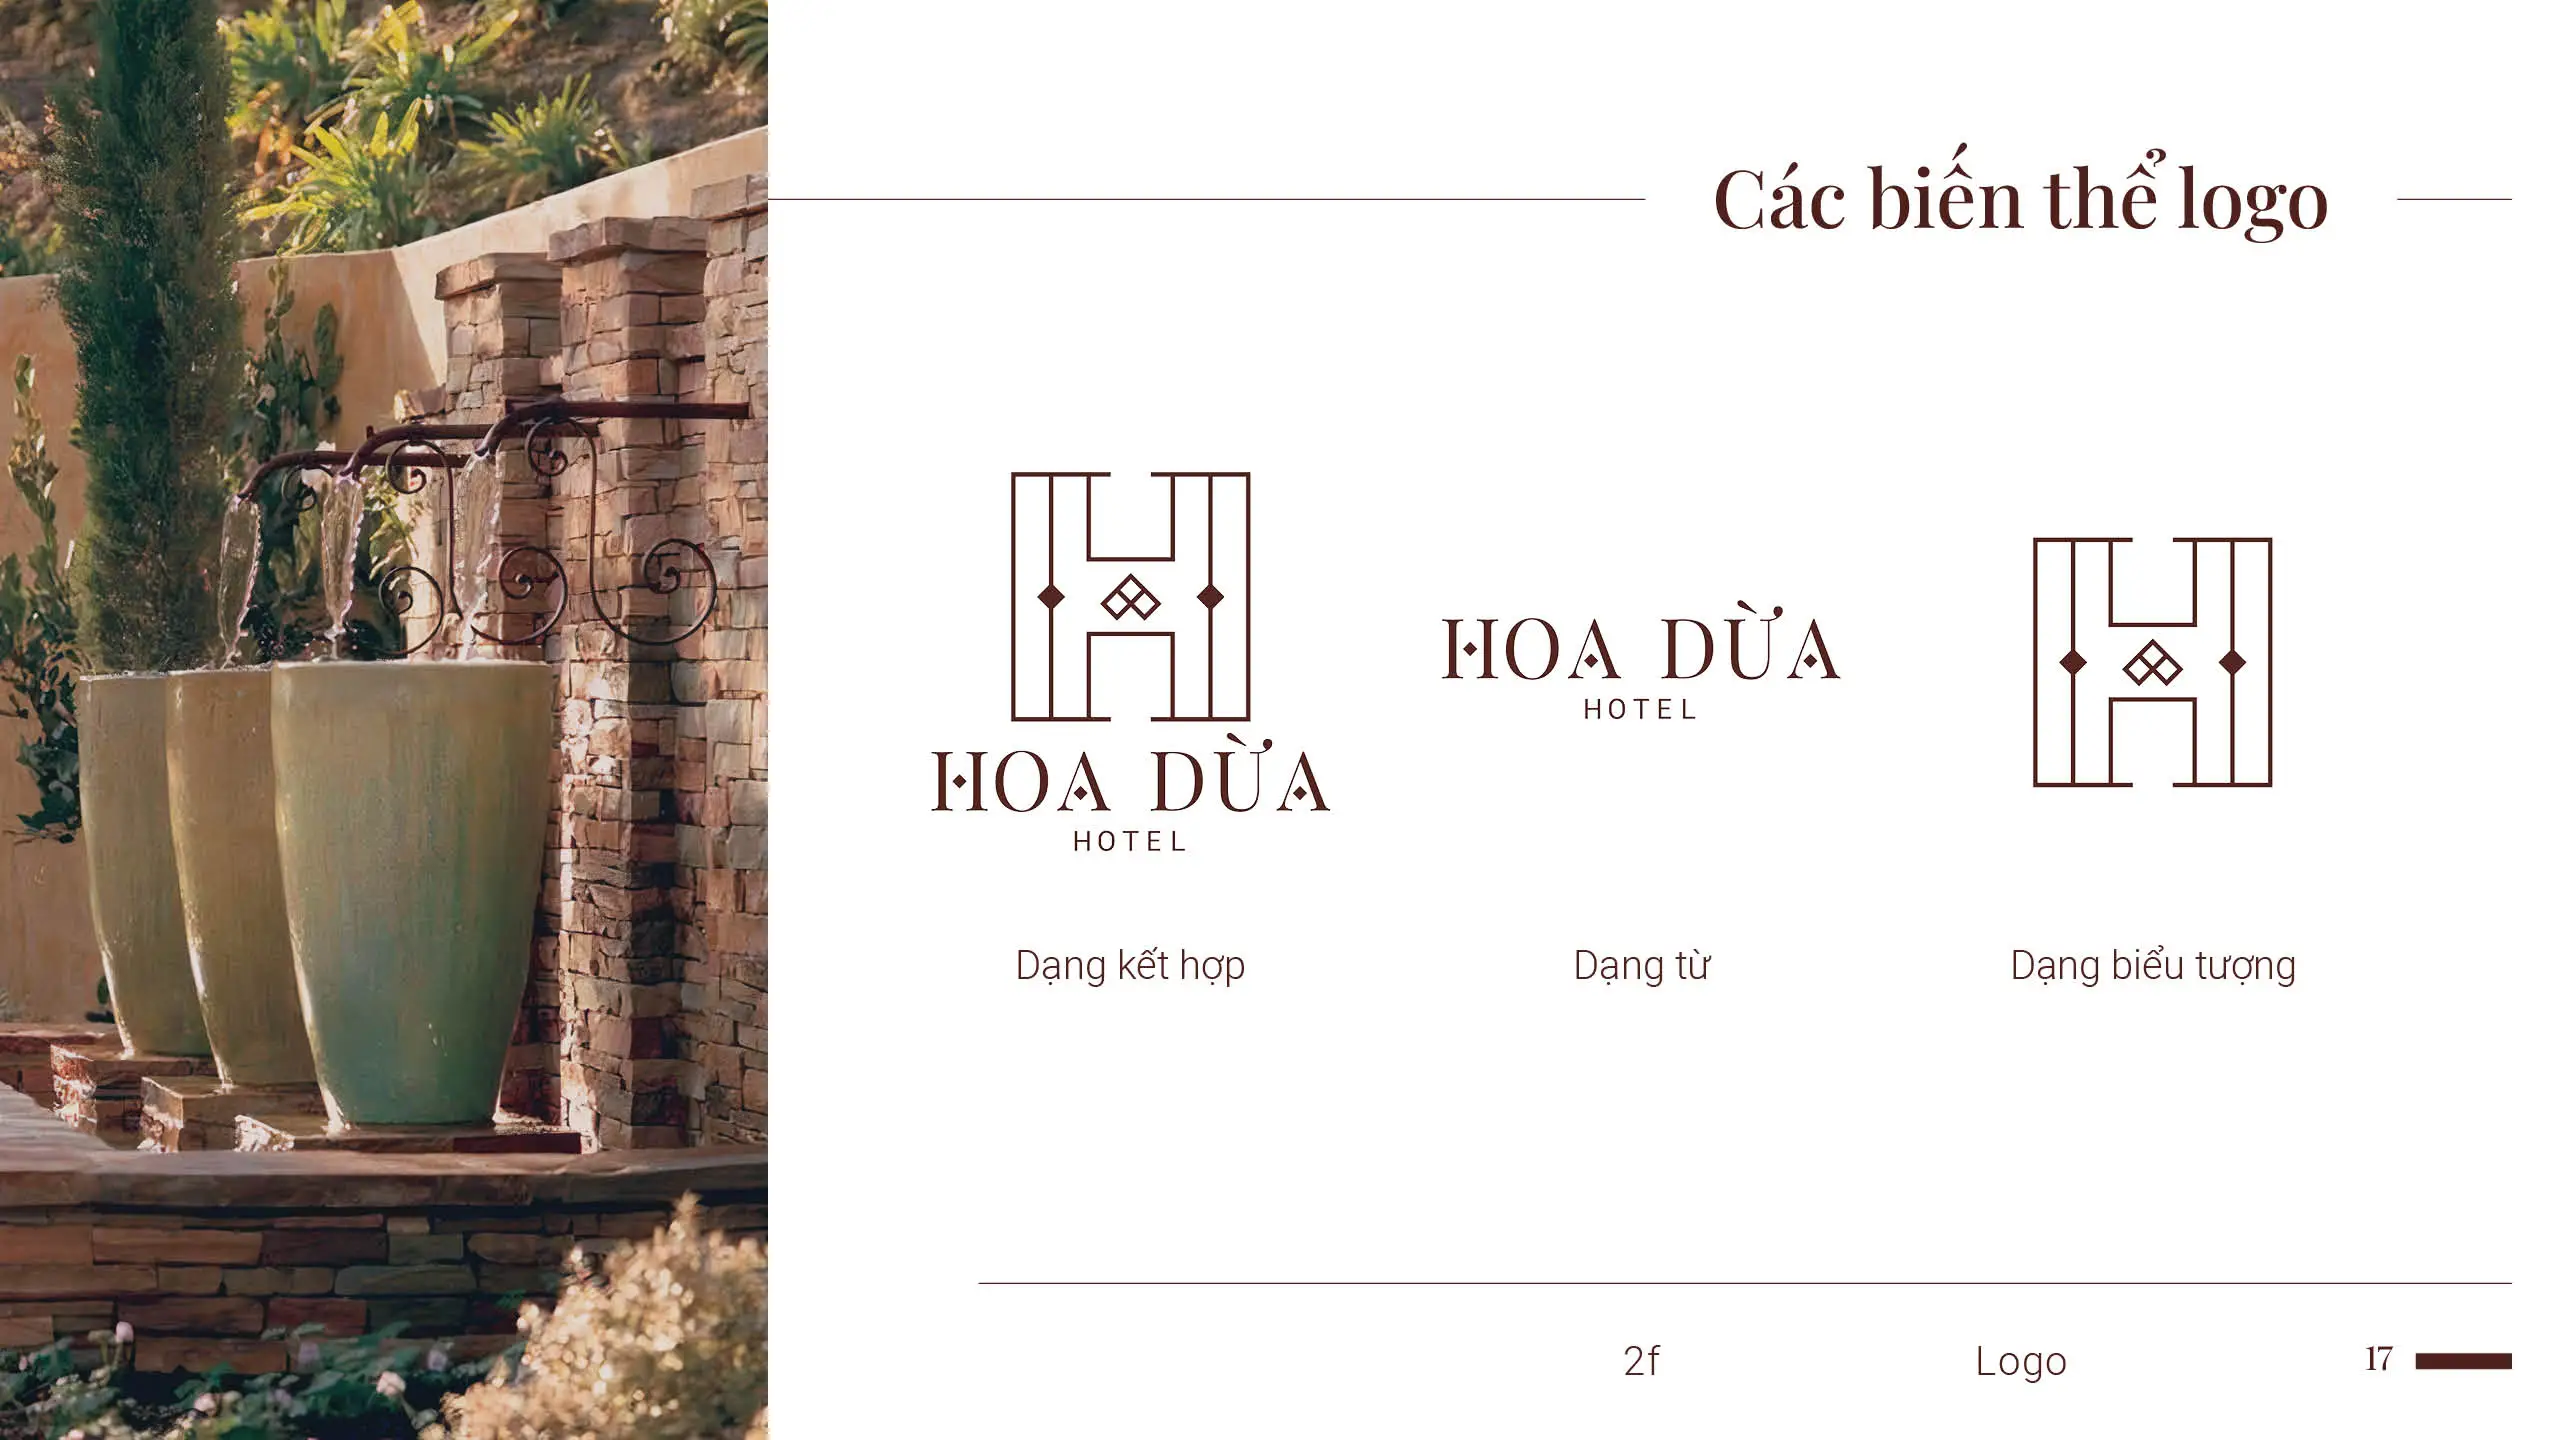 Các biến thể logo
HOA DỪA
HOTEL
HOA DỪA
HOTEL
Dạng kết hợp
Dạng từ
Dạng biểu tượng
2f
Logo
17